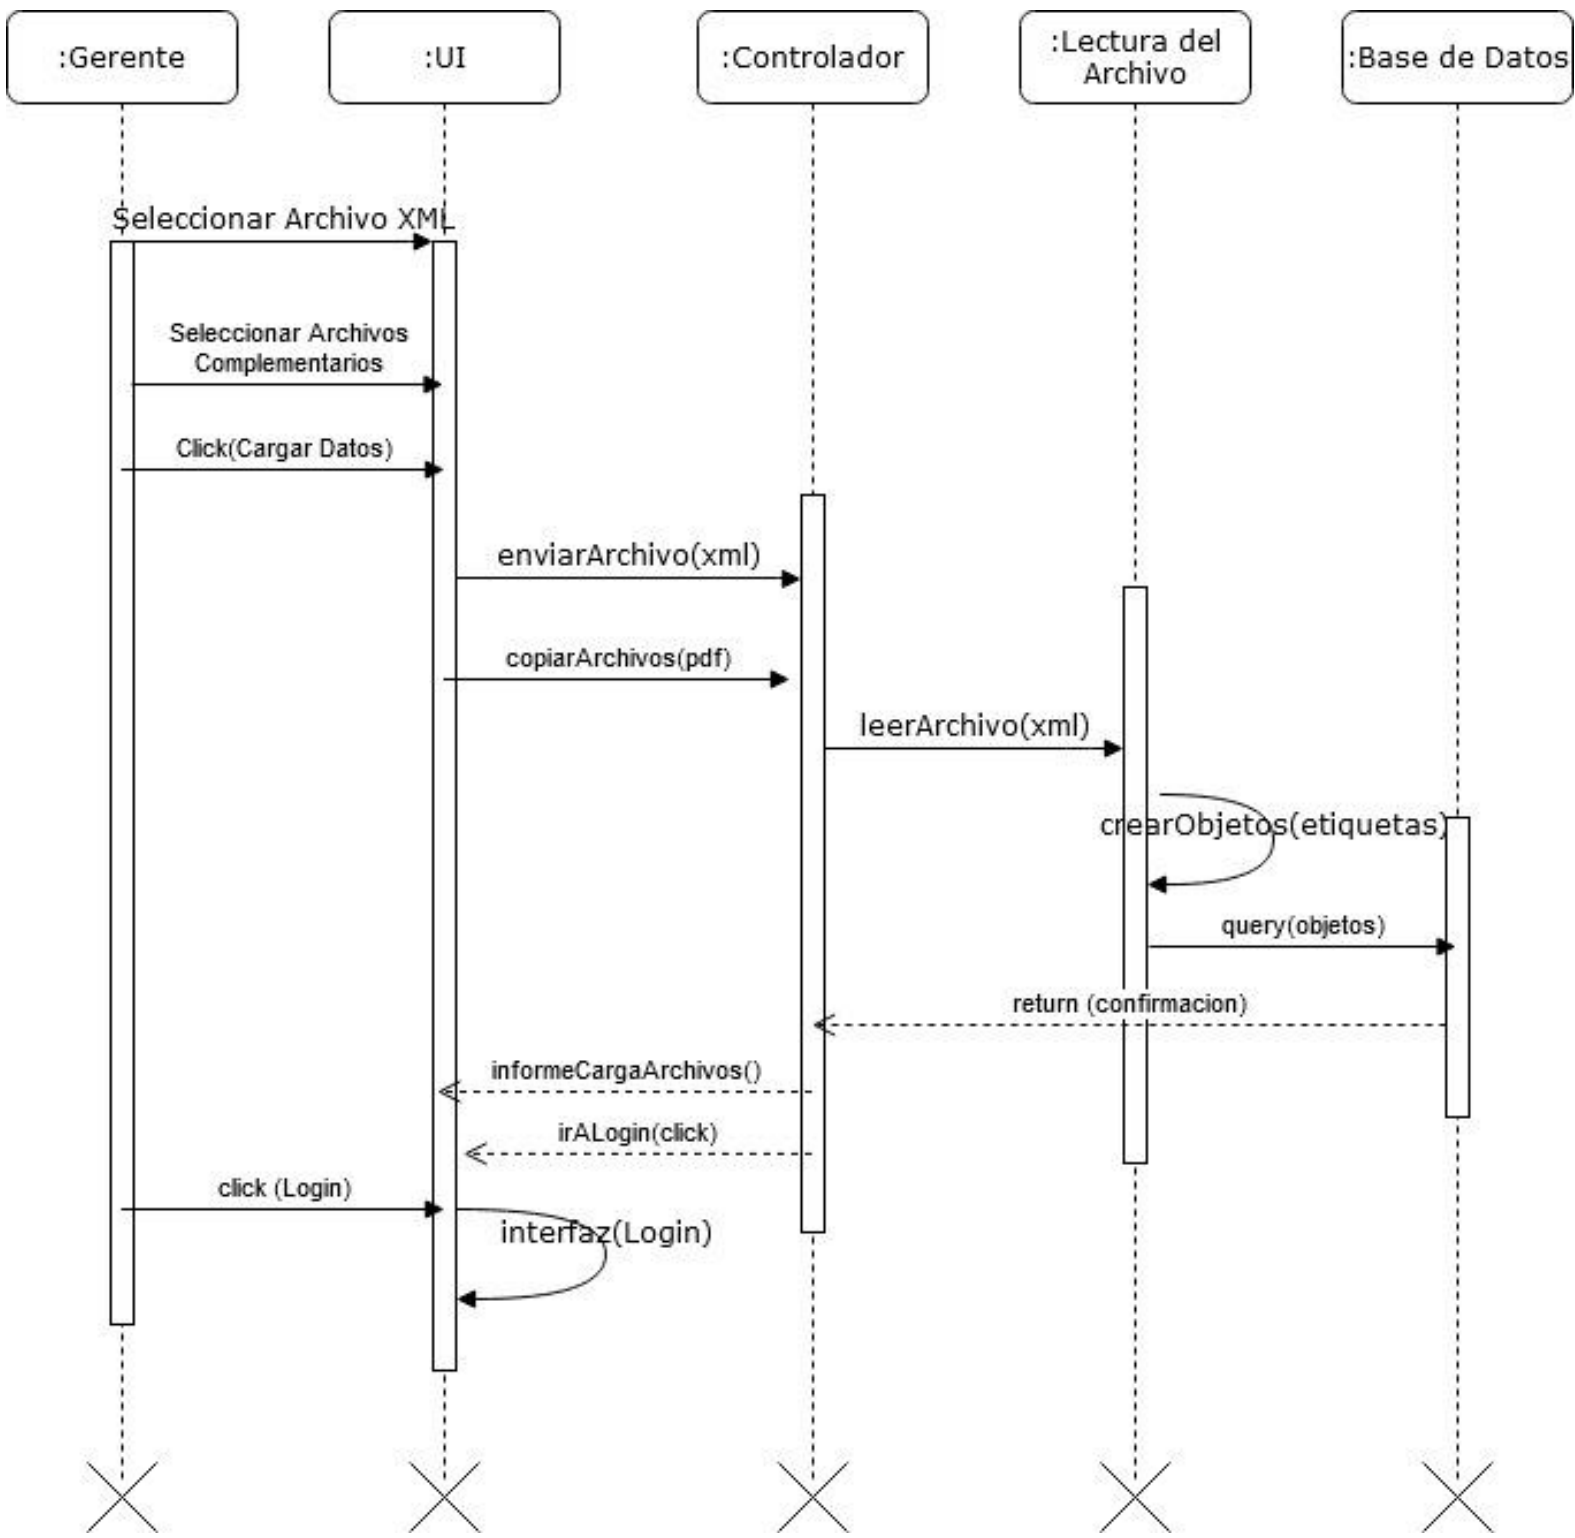 :Gerente
:UI
:Controlador
:Lectura del
Archivo
:Base de Datos
Seleccionar Archivo XML
Seleccionar Archivos
Complementarios
Click(Cargar Datos)
enviarArchivo(xml)
copiarArchivos(pdf)
leerArchivo(xml)
crearObjetos(etiquetas)
query(objetos)
return (confirmacion)
informeCargaArchivos()
irALogin(click)
click (Login)
interfaz(Login)